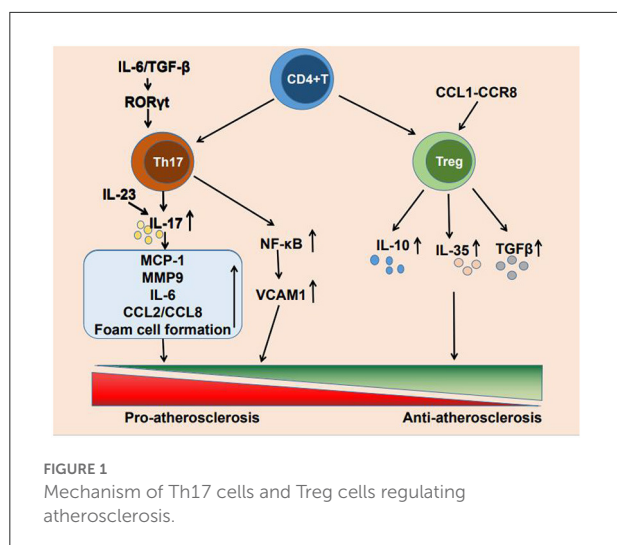 IL-6/TGF-β
RORγt
CD4+T
CCL1-CCR8
Th17
Treg
IL-23
IL-17
NF-κB
VCAM1
IL-10
IL-35
TGFβ
MCP-1
MMP9
IL-6
CCL2/CCL8
Foam cell formation
Pro-atherosclerosis
Anti-atherosclerosis
FIGURE 1
Mechanism of Th17 cells and Treg cells regulating
atherosclerosis.